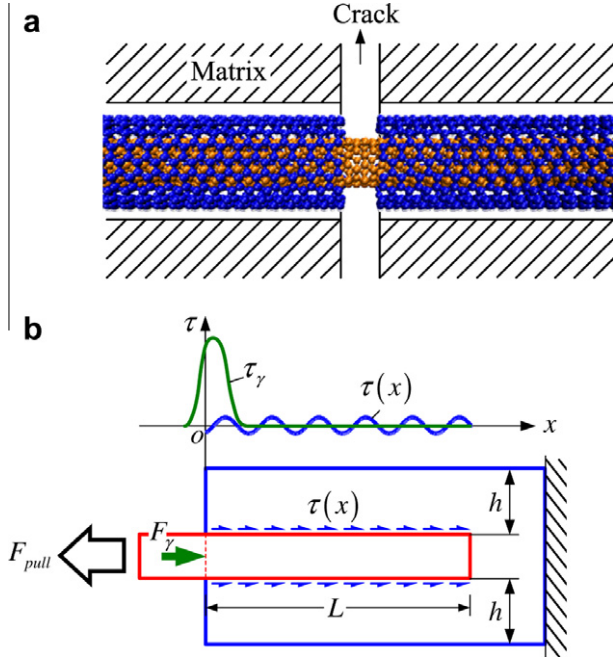 a
Crack
Matrix
b
τ
τγ
τ(x)
o
x
τ(x)
h
Fγ
Fpull
L
h